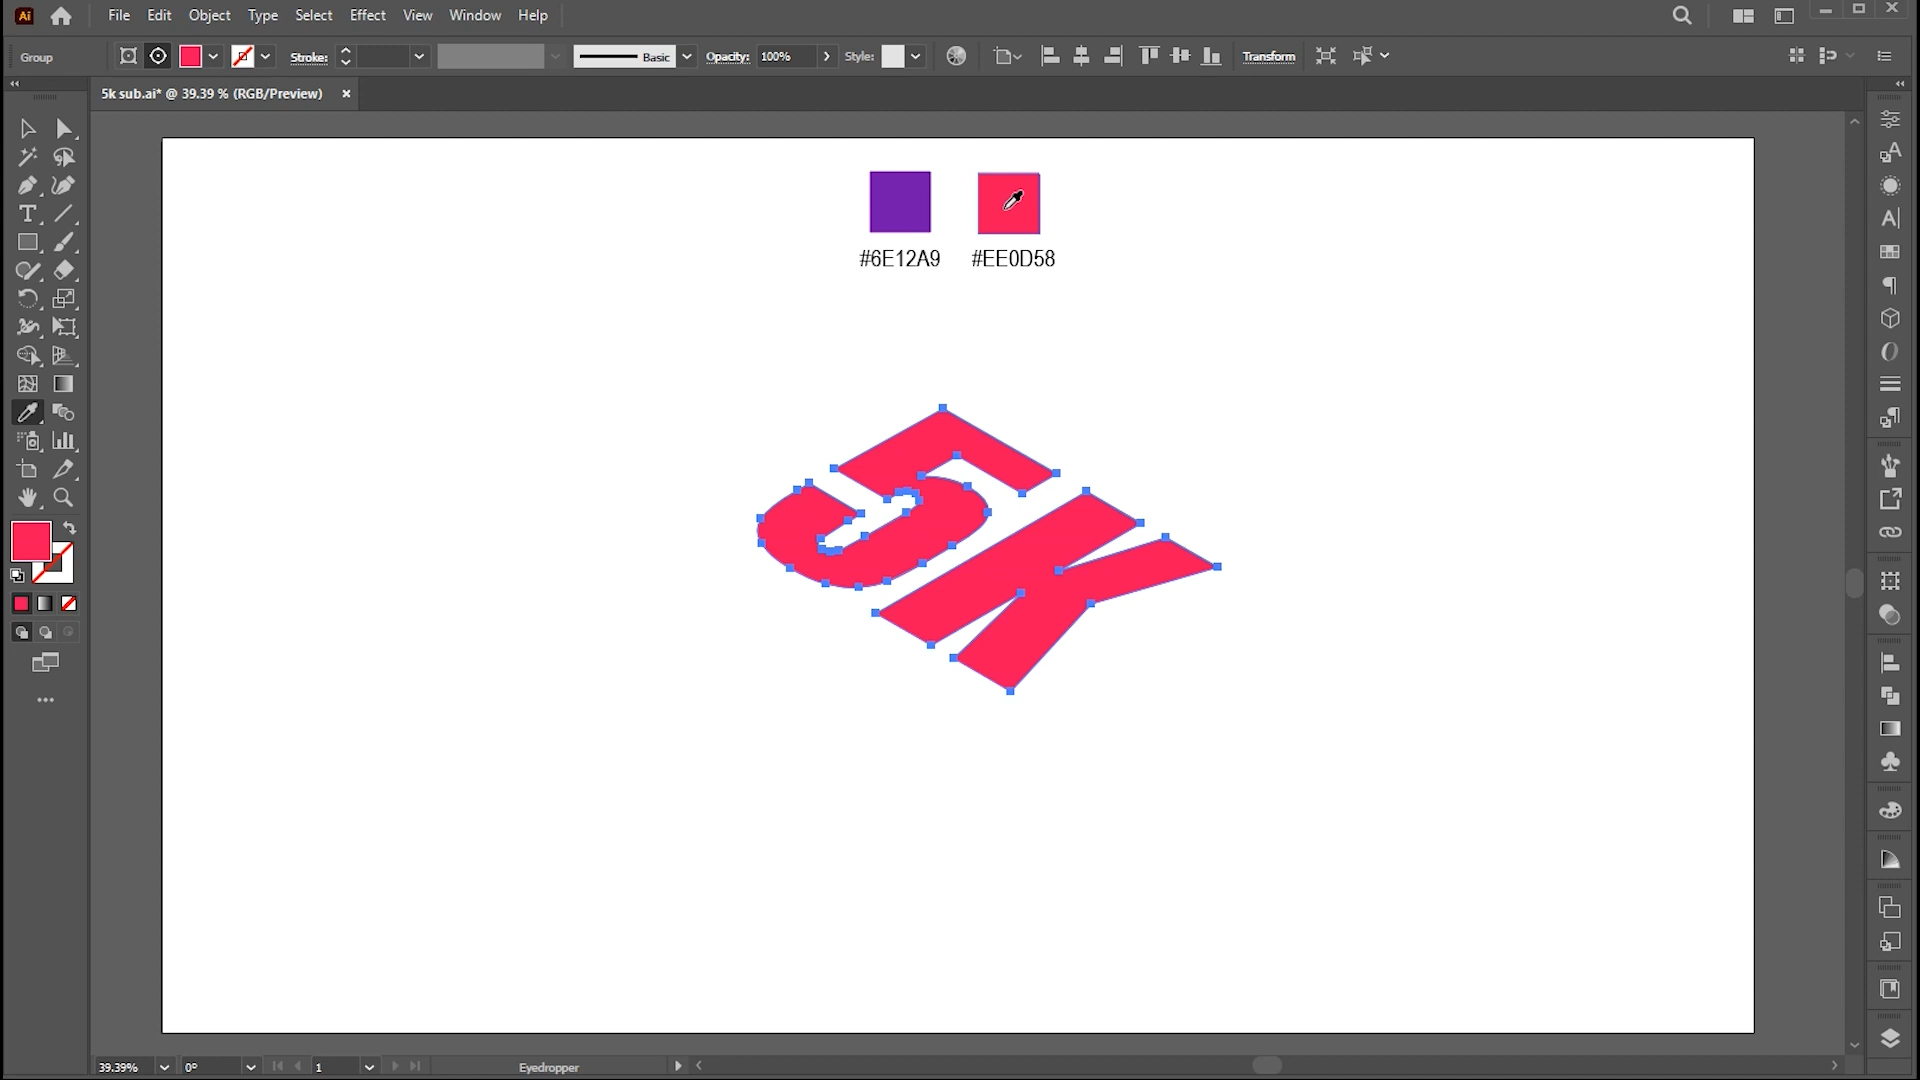 Ai File Edit Object Type Select Effect View Window Help
Group Stroke: Basic Opacity: 100% Style: Transform
5k sub.ai* @ 39.39 % (RGB/Preview)
#6E12A9 #EE0D58
5K
39.39% 0° 1 Eyedropper